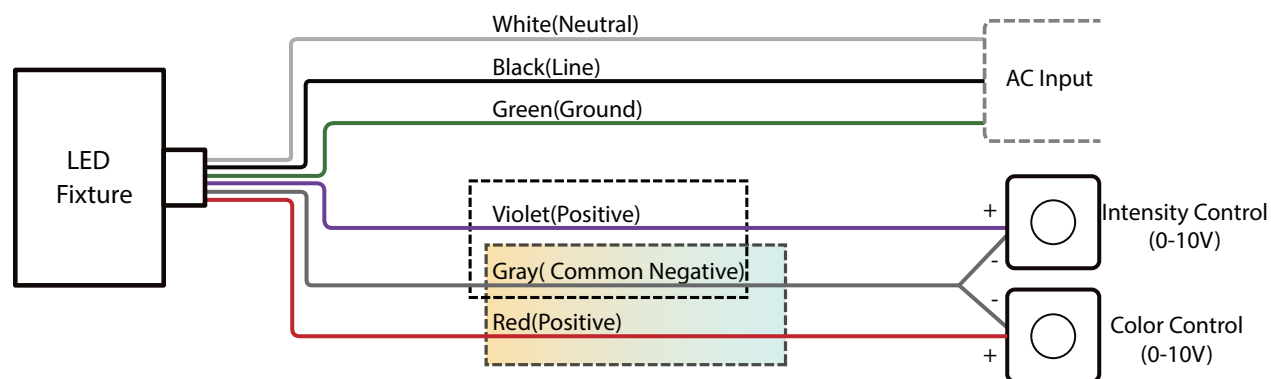 White(Neutral)
Black(Line)
Green(Ground)
AC Input
LED
Fixture
Violet(Positive)
+
-
Intensity Control
(0-10V)
Gray( Common Negative)
Red(Positive)
-
+
Color Control
(0-10V)